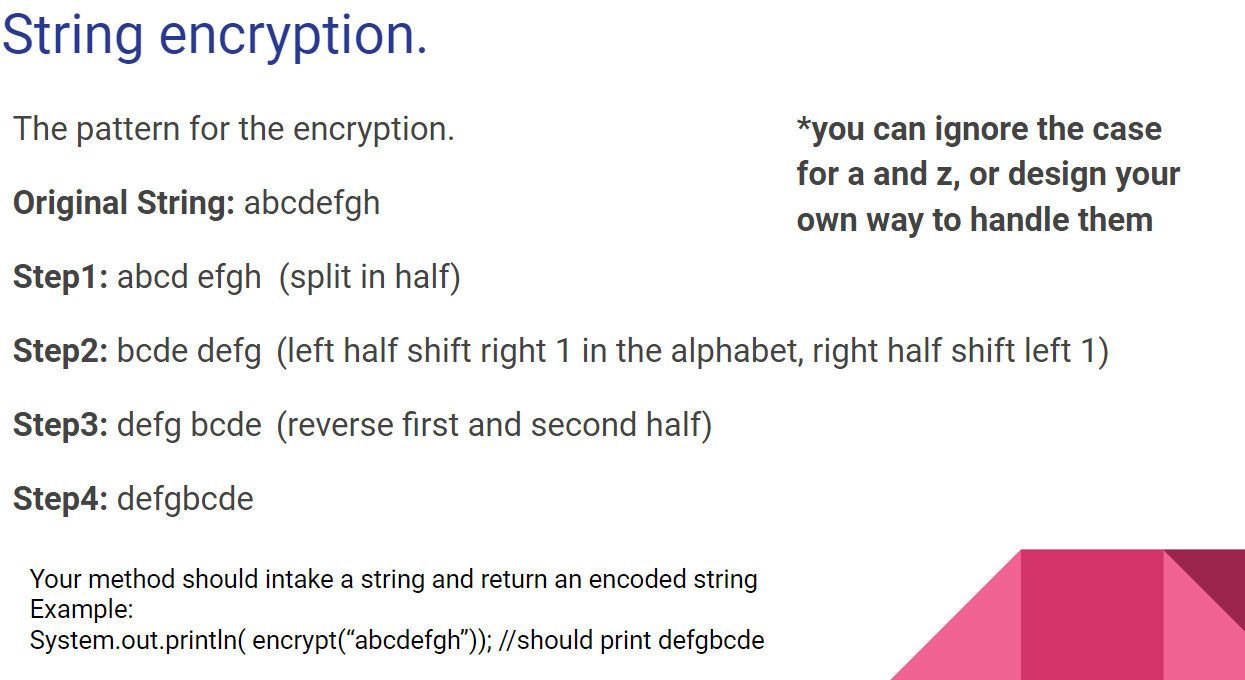 String encryption.
The pattern for the encryption.
*you can ignore the case
for a and z, or design your
own way to handle them
Original String: abcdefgh
Step1: abcd efgh (split in half)
Step2: bcde defg (left half shift right 1 in the alphabet, right half shift left 1)
Step3: defg bcde (reverse first and second half)
Step4: defgbcde
Your method should intake a string and return an encoded string
Example:
System.out.println( encrypt(“abcdefgh”)); //should print defgbcde